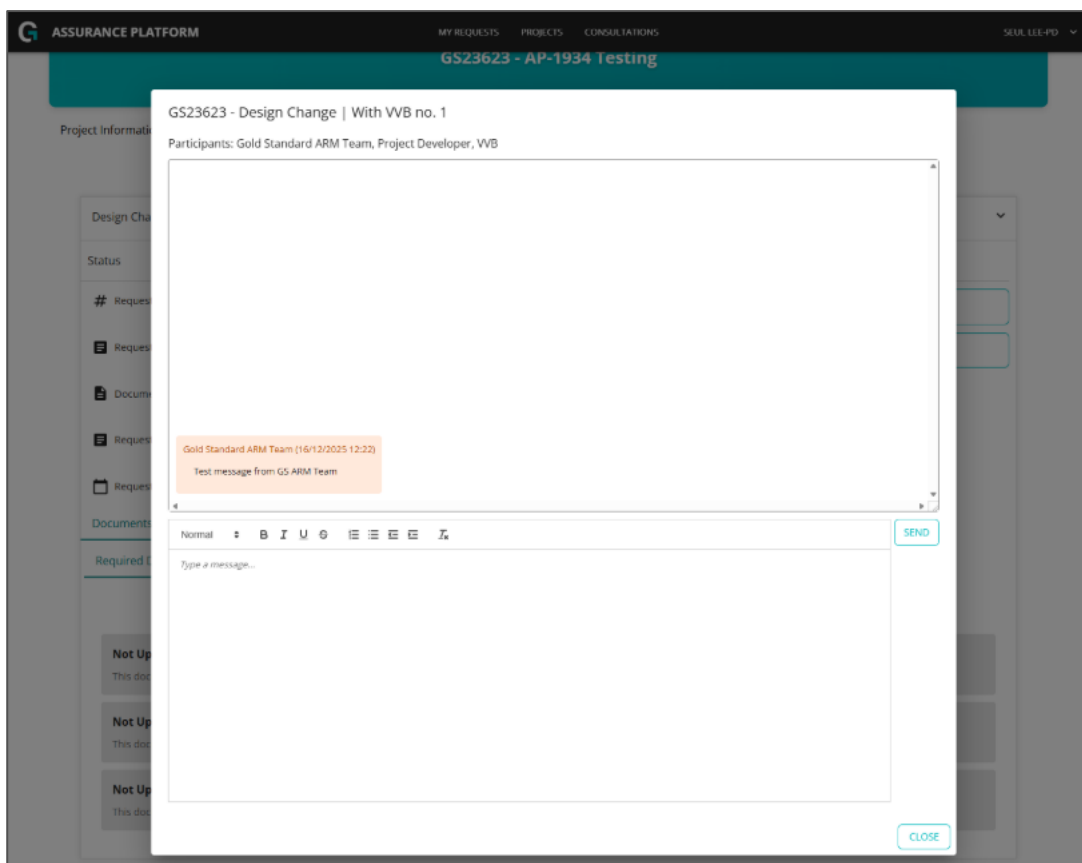 ASSURANCE PLATFORM
MY REQUESTS PROJECTS CONSULTATIONS
SEUL LEE-PD
GS23623 - AP-1934 Testing
GS23623 - Design Change | With VVB no. 1
Participants: Gold Standard ARM Team, Project Developer, VVB
Project Informatio
Design Cha
Status
# Reques
Reques
Docume
Reques
Reques
Documents
Required D
Gold Standard ARM Team (16/12/2025 12:22)
Test message from GS ARM Team
Normal B I U S
SEND
Type a message...
Not Up
This doc
Not Up
This doc
Not Up
This doc
CLOSE